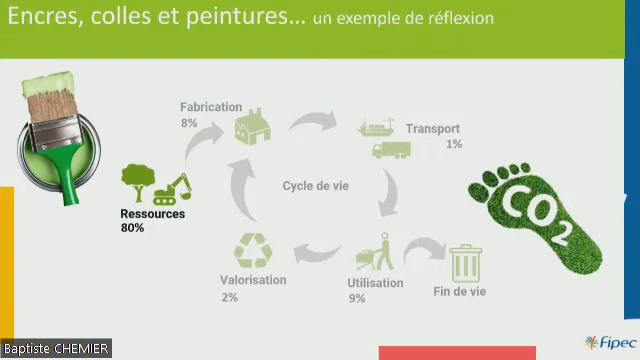 Encres, colles et peintures... un exemple de réflexion
Fabrication
8%
Transport
1%
Ressources
80%
Cycle de vie
CO2
Valorisation
2%
Utilisation
9%
Fin de vie
Baptiste CHEMIER
Fipec